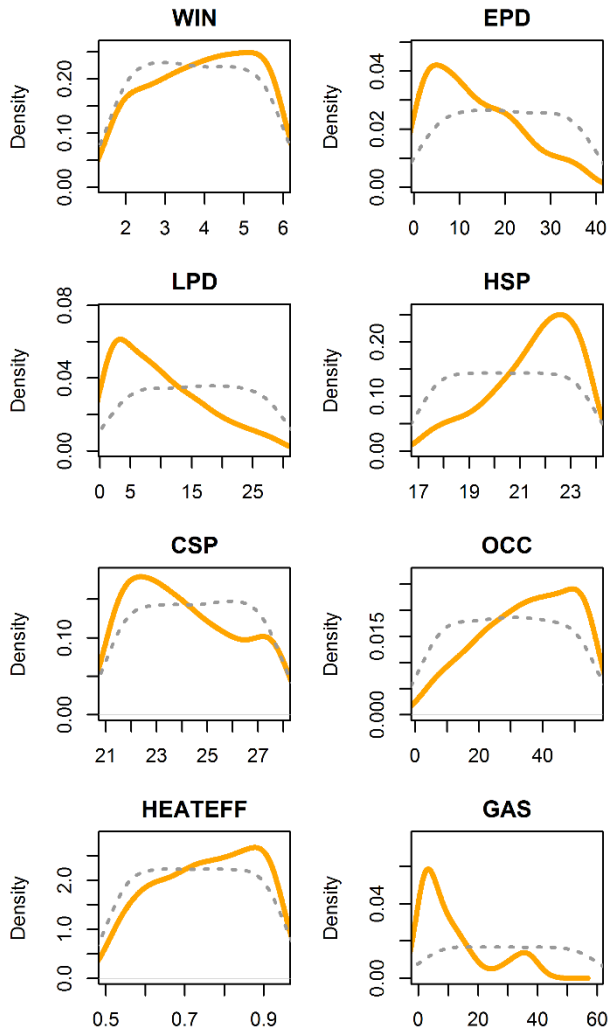 WIN
Density
0.00
0.10
0.20
2 3 4 5 6
EPD
Density
0.00
0.02
0.04
0 10 20 30 40
LPD
Density
0.00
0.04
0.08
0 5 15 25
HSP
Density
0.00
0.10
0.20
17 19 21 23
CSP
Density
0.00
0.10
21 23 25 27
OCC
Density
0.000
0.015
0 20 40
HEATEFF
Density
0.0
1.0
2.0
0.5 0.7 0.9
GAS
Density
0.00
0.04
0 20 40 60